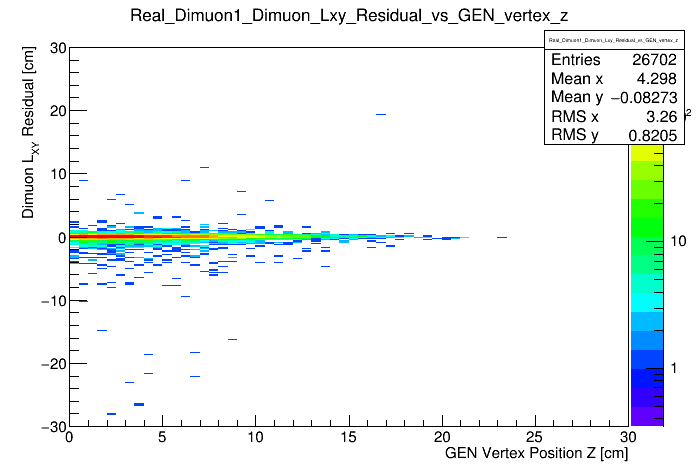 Real_Dimuon1_Dimuon_Lxy_Residual_vs_GEN_vertex_z
Real_Dimuon1_Dimuon_Lxy_Residual_vs_GEN_vertex_z
Entries 26702
Mean x 4.298
Mean y −0.08273
RMS x 3.26
RMS y 0.8205
Dimuon LXY Residual [cm]
30
20
10
0
−10
−20
−30
0 5 10 15 20 25 30
GEN Vertex Position Z [cm]
2
10
1